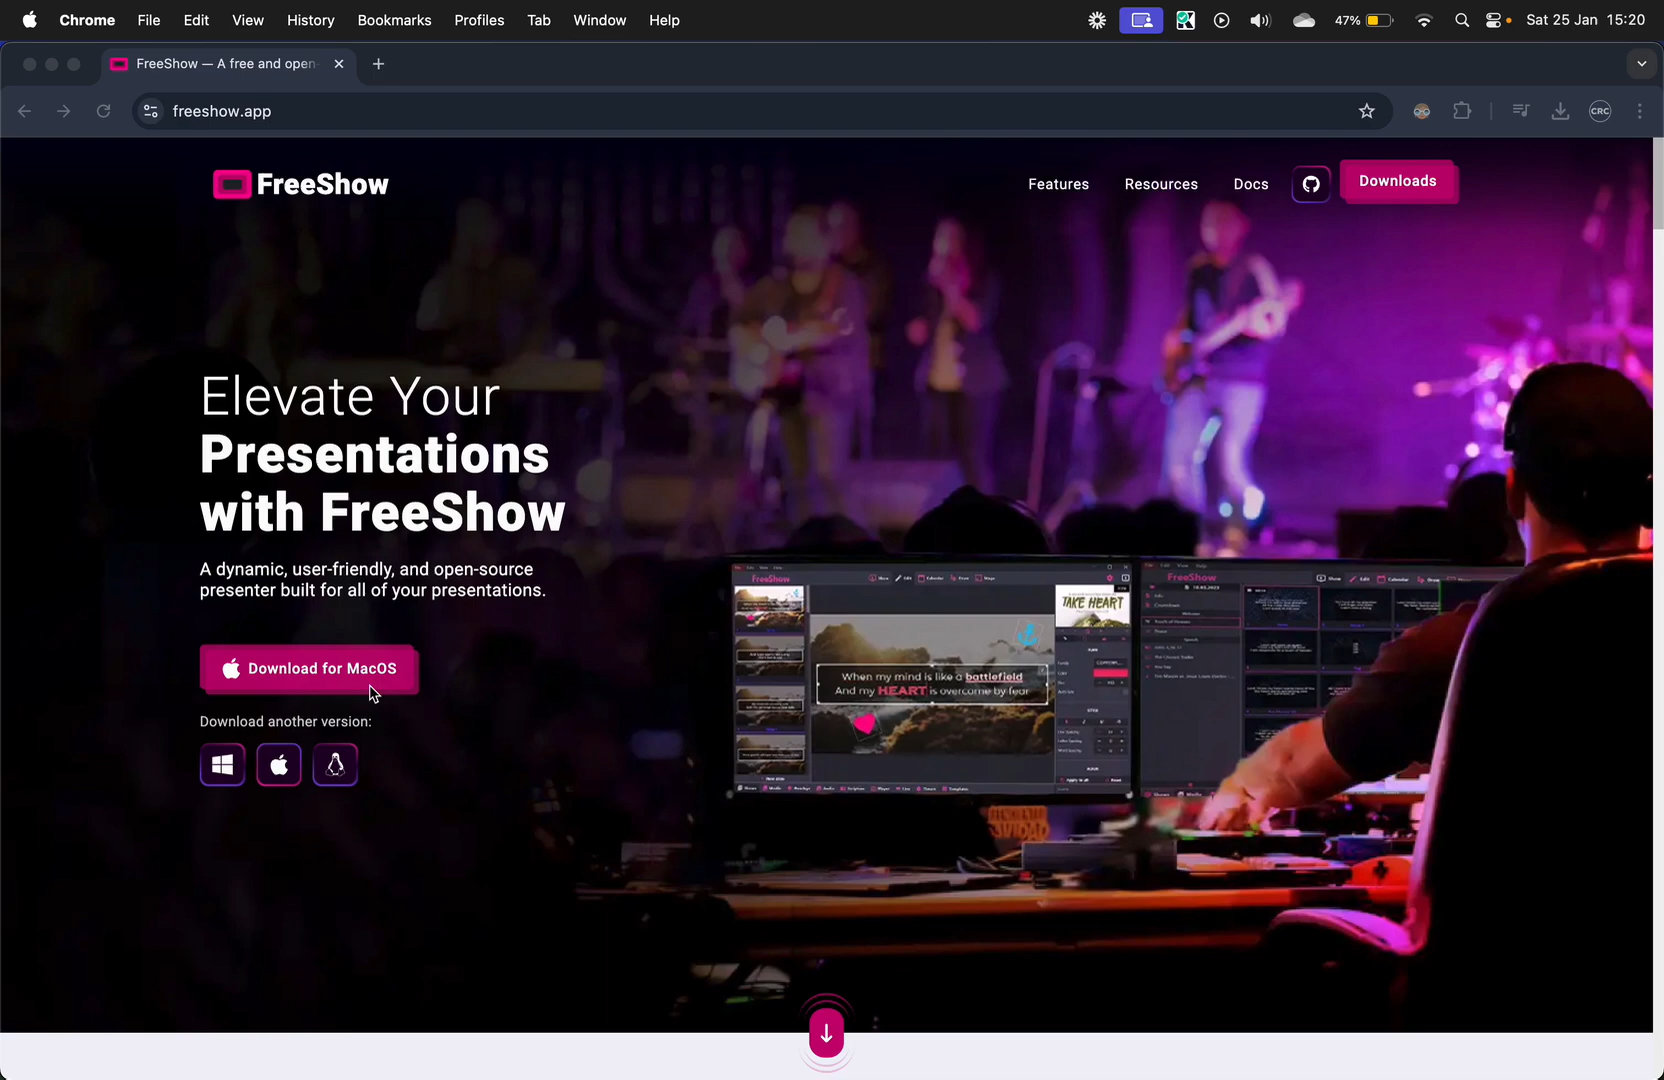 Chrome File Edit View History Bookmarks Profiles Tab Window Help 47% Sat 25 Jan 15:20
FreeShow — A free and open-
freeshow.app
CRC
FreeShow
Features Resources Docs Downloads
Elevate Your
Presentations
with FreeShow
A dynamic, user-friendly, and open-source
presenter built for all of your presentations.
Download for MacOS
Download another version:
FreeShow
TAKE HEART
When my mind is like a battlefield
And my HEART is overcome by fear
FreeShow